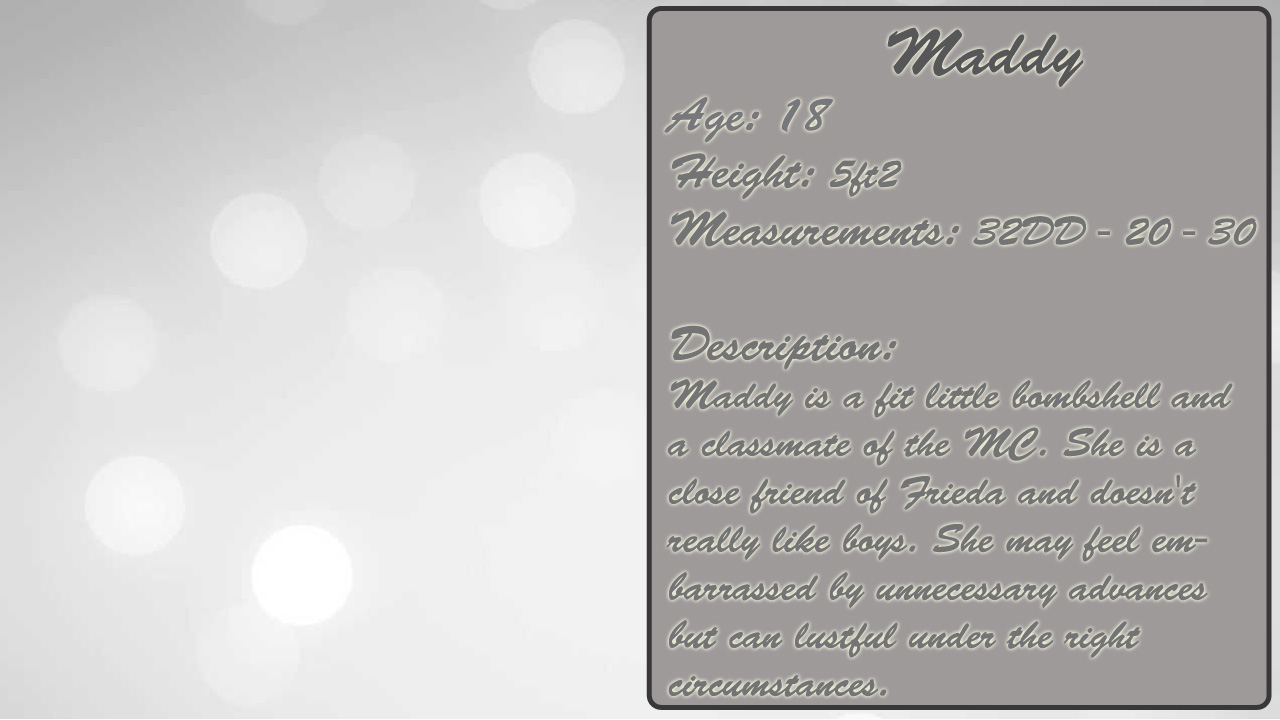 Maddy
Age: 18
Height: 5ft2
Measurements: 32DD - 20 - 30
Description:
Maddy is a fit little bombshell and
a classmate of the MC. She is a
close friend of Frieda and doesn't
really like boys. She may feel em-
barrassed by unnecessary advances
but can lustful under the right
circumstances.